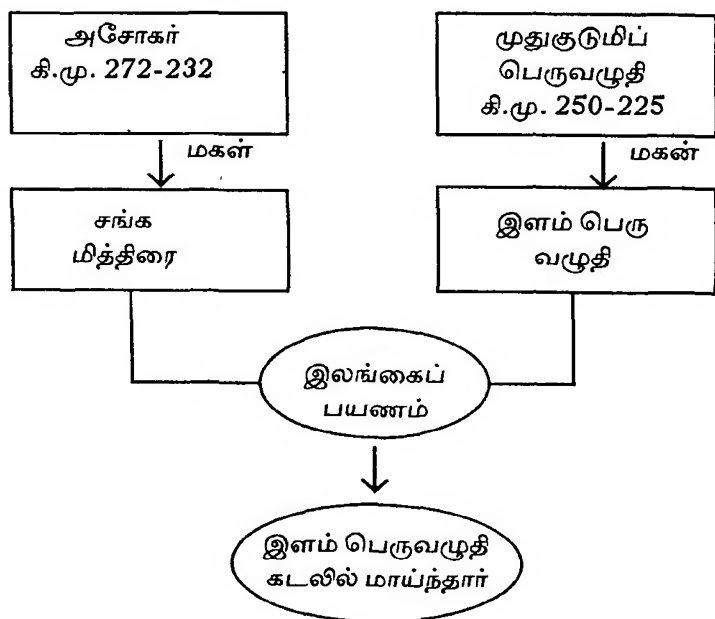 அசோகர்
கி.மு. 272-232
முதுகுடுமிப்
பெருவழுதி
கி.மு. 250-225
மகள்
மகன்
சங்க
மித்திரை
இளம் பெரு
வழுதி
இலங்கைப்
பயணம்
இளம் பெருவழுதி
கடலில் மாய்ந்தார்